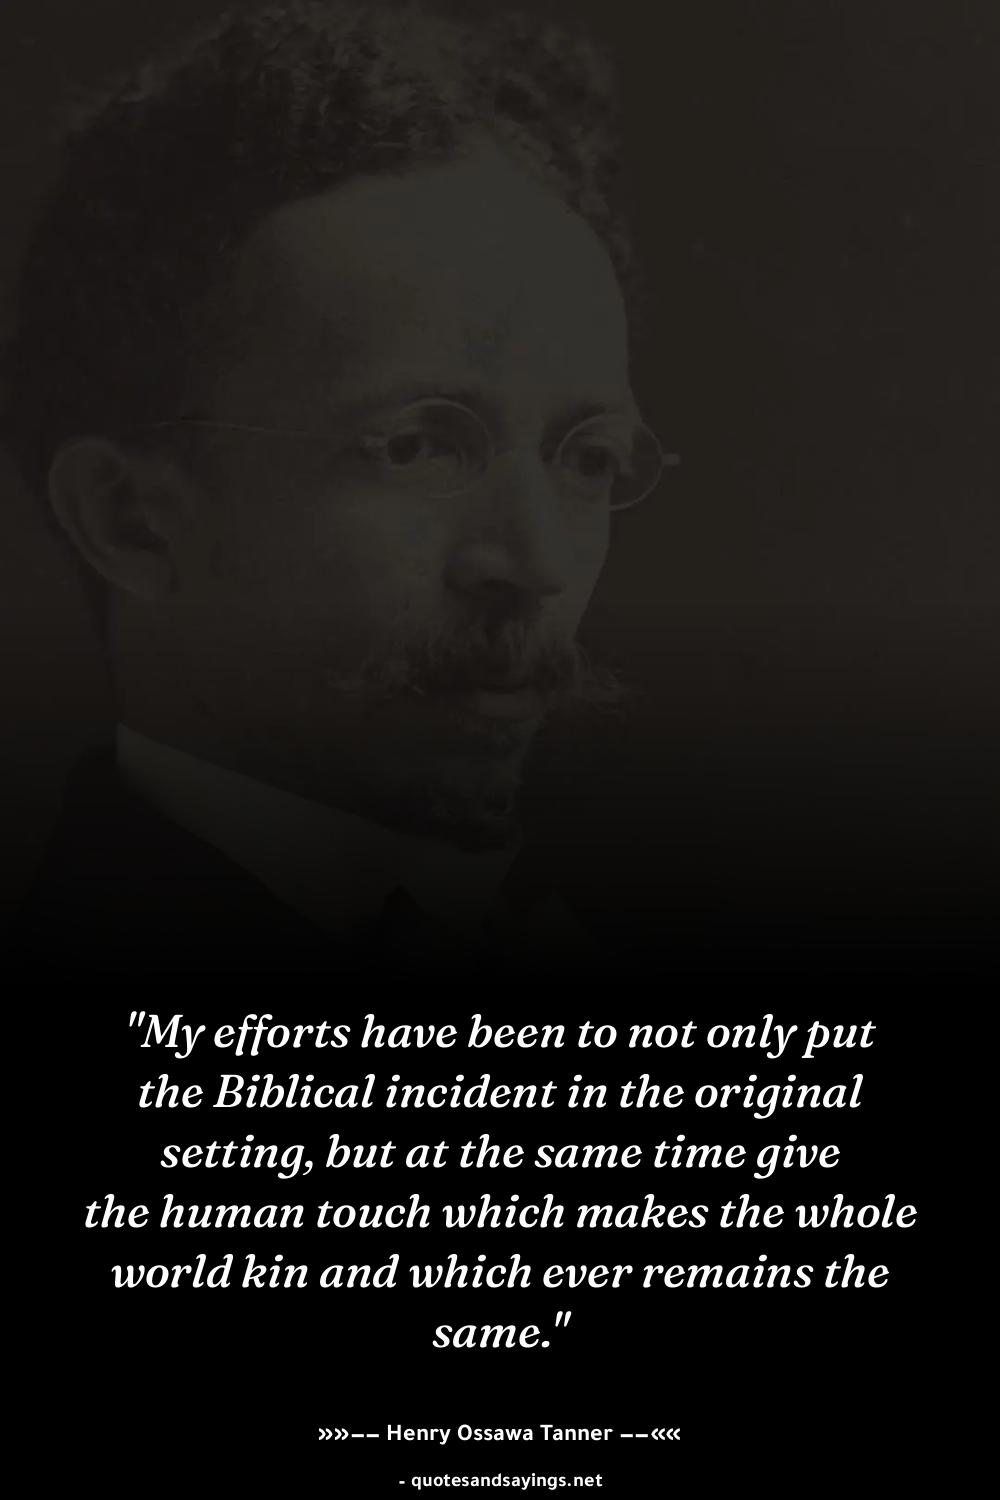 "My efforts have been to not only put
the Biblical incident in the original
setting, but at the same time give
the human touch which makes the whole
world kin and which ever remains the
same."
»»—— Henry Ossawa Tanner ——««
- quotesandsayings.net